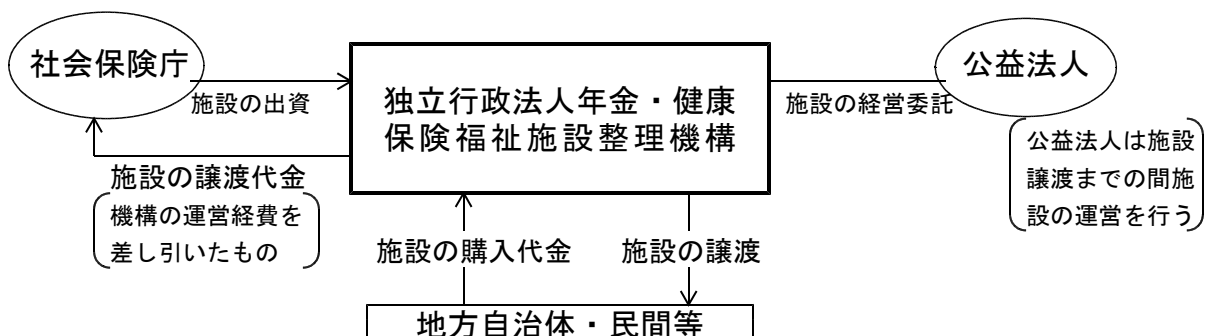 社会保険庁
公益法人
施設の出資
独立行政法人年金・健康
保険福祉施設整理機構
施設の経営委託
公益法人は施設
譲渡までの間施
設の運営を行う
施設の譲渡代金
機構の運営経費を
差し引いたもの
施設の購入代金
施設の譲渡
地方自治体・民間等